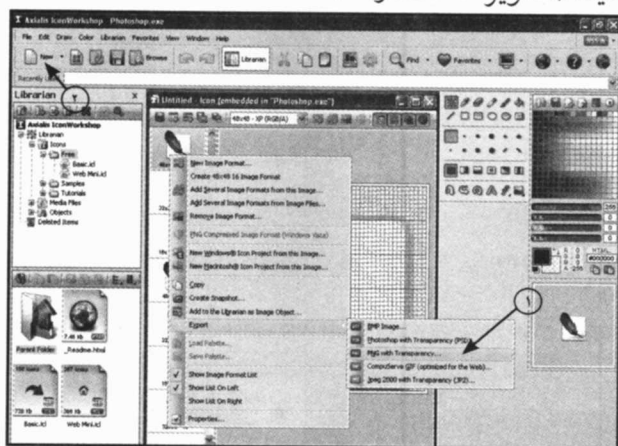 Axialis IconWorkshop - Photoshop.exe
File Edit Draw Color Librarian Favorites View Window Help
New Browse Librarian Find Favorites
Recently
Librarian
۲
۱
Axialis IconWorkshop
Librarian
Icons
Free
Basic.icl
Web Mini.icl
Samples
Tutorials
Media Files
Objects
Deleted Items
Parent Folder
_Readme.html
Basic.icl
Web Mini.icl
Untitled - Icon [embedded in "Photoshop.exe"]
48x48 - XP (RGB/A)
New Image Format...
Create 48x48 16 Image Format
Add Several Image Formats from this Image...
Add Several Image Formats from Image Files...
Remove Image Format...
PNG Compressed Image Format (Windows Vista)
New Windows® Icon Project from this Image...
New Macintosh® Icon Project from this Image...
Copy
Create Snapshot...
Add to the Librarian as Image Object...
Export
Load Palette...
Save Palette...
Show Image Format List
Show List On Left
Show List On Right
Properties...
BMP Image...
Photoshop with Transparency (PSD)...
PNG with Transparency...
CompuServe GIF (optimized for the Web)...
Jpeg 2000 with Transparency (JP2)...
HTML
#000000